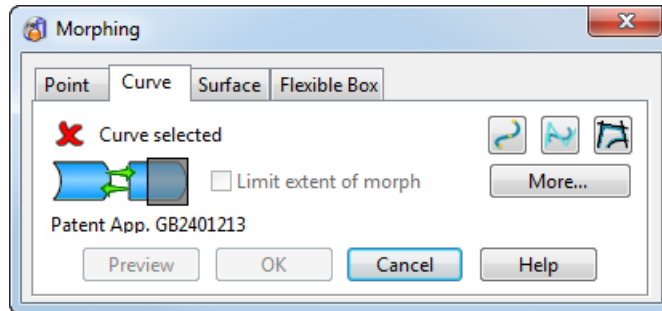 Morphing
Point Curve Surface Flexible Box
Curve selected
Limit extent of morph More...
Patent App. GB2401213
Preview OK Cancel Help